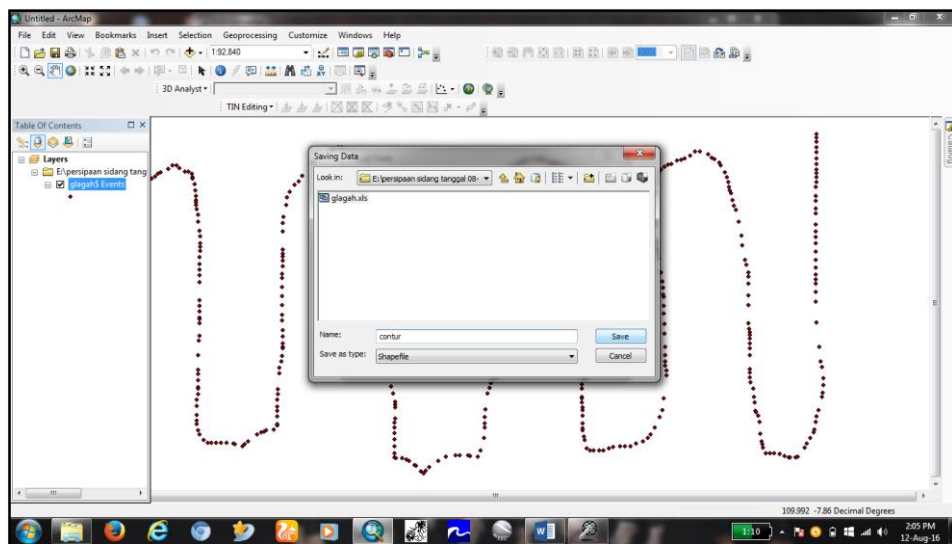 Untitled - ArcMap
File Edit View Bookmarks Insert Selection Geoprocessing Customize Windows Help
1:92.840
3D Analyst
TIN Editing
Table Of Contents
Layers
E:\persipaan sidang tang
glagah$ Events
Saving Data
Look in: E:\persipaan sidang tanggal 08-
glagah.xls
Name: contur
Save as type: Shapefile
Save
Cancel
Catalog
109.992 -7.86 Decimal Degrees
1:10
2:05 PM
12-Aug-16